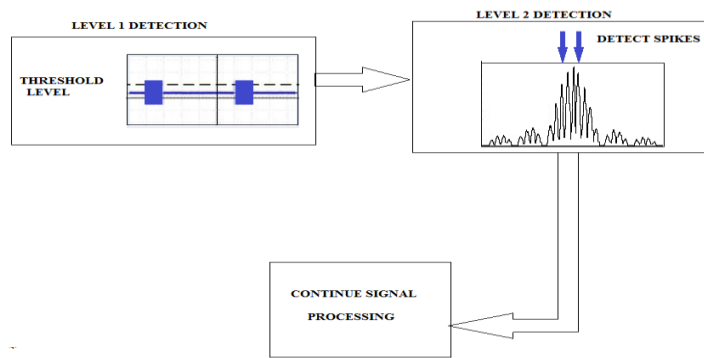 LEVEL 1 DETECTION
THRESHOLD
LEVEL
LEVEL 2 DETECTION
DETECT SPIKES
CONTINUE SIGNAL
PROCESSING